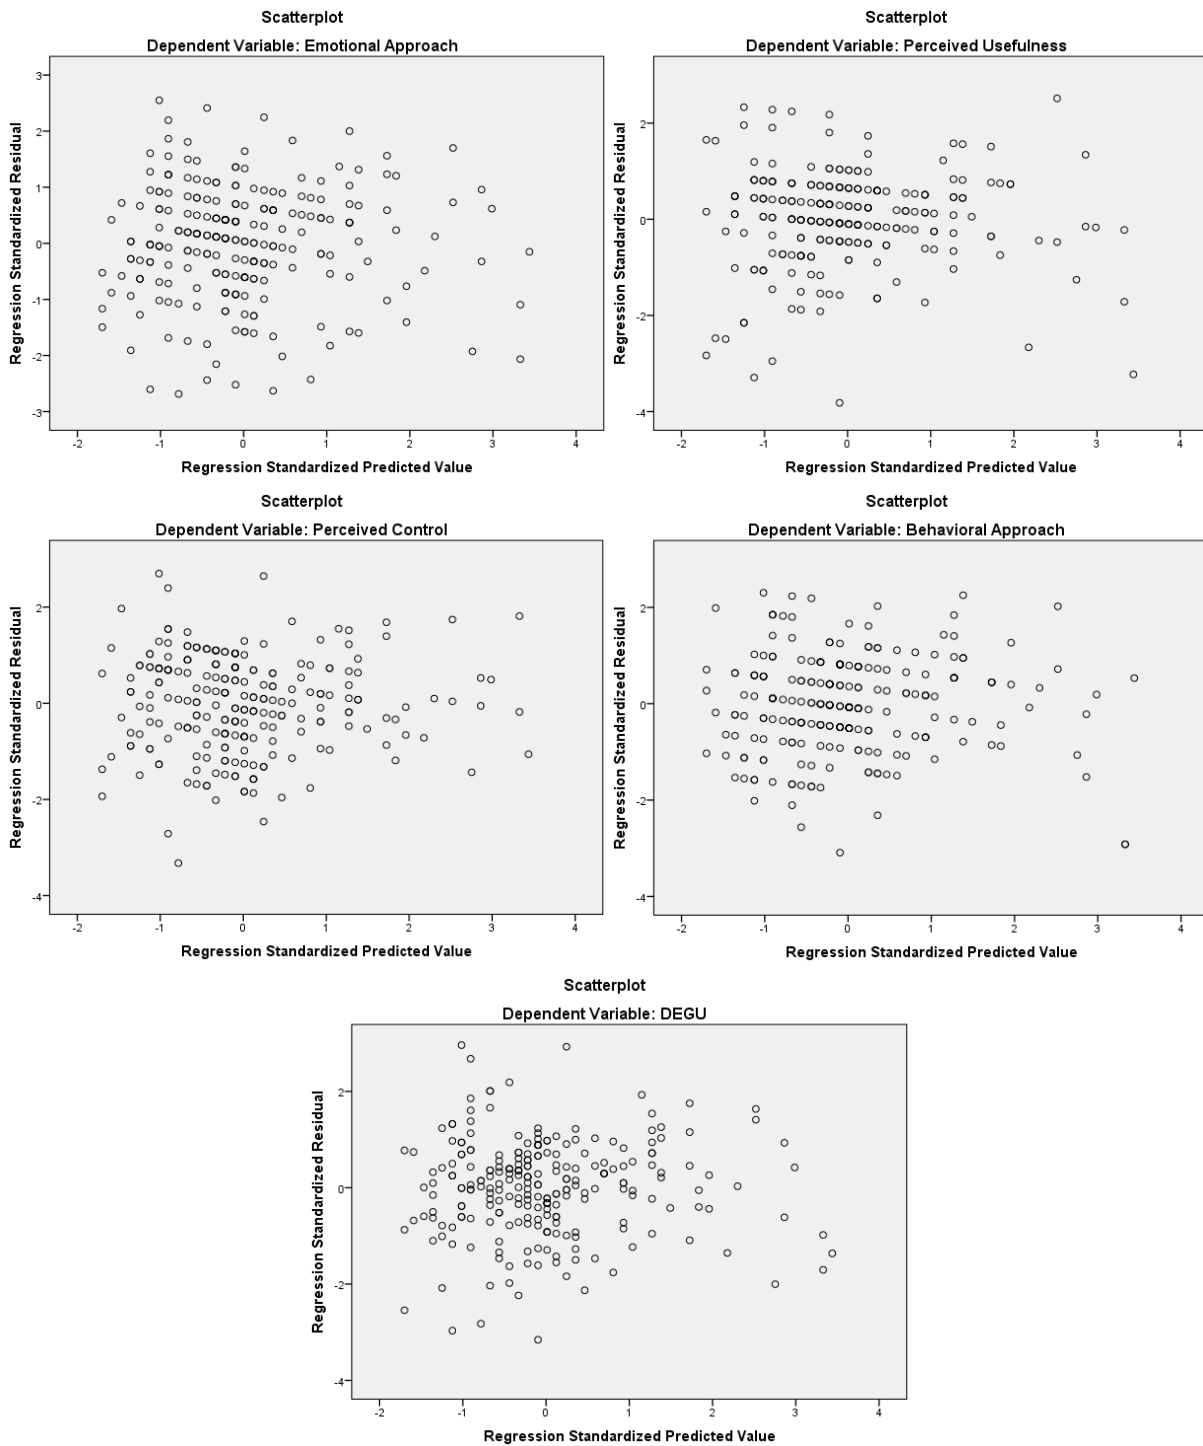 Scatterplot
Dependent Variable: Emotional Approach
Regression Standardized Residual
3
2
1
0
-1
-2
-3
-2 -1 0 1 2 3 4
Regression Standardized Predicted Value
Scatterplot
Dependent Variable: Perceived Usefulness
Regression Standardized Residual
2
0
-2
-4
-2 -1 0 1 2 3 4
Regression Standardized Predicted Value
Scatterplot
Dependent Variable: Perceived Control
Regression Standardized Residual
2
0
-2
-4
-2 -1 0 1 2 3 4
Regression Standardized Predicted Value
Scatterplot
Dependent Variable: Behavioral Approach
Regression Standardized Residual
2
0
-2
-4
-2 -1 0 1 2 3 4
Regression Standardized Predicted Value
Scatterplot
Dependent Variable: DEGU
Regression Standardized Residual
2
0
-2
-4
-2 -1 0 1 2 3 4
Regression Standardized Predicted Value